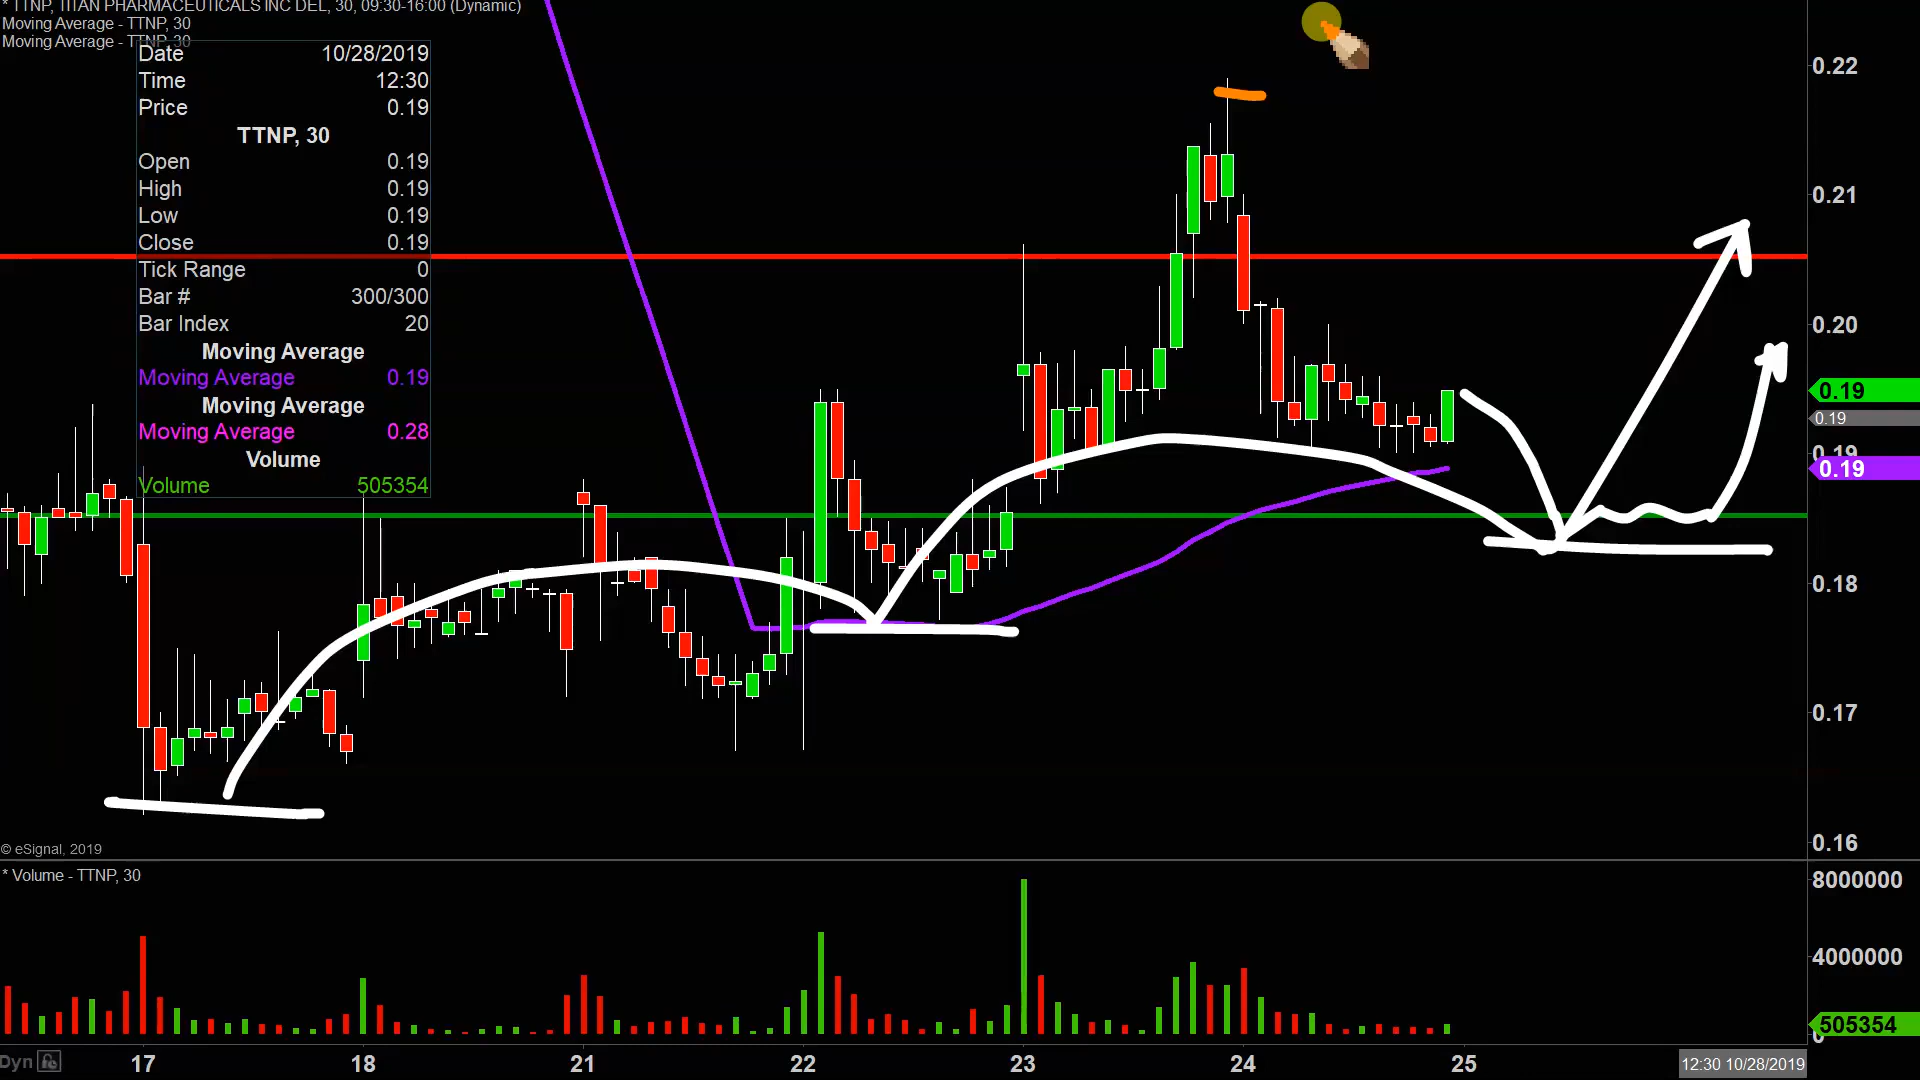 * TTNP, TITAN PHARMACEUTICALS INC DEL, 30, 09:30-16:00 (Dynamic)
Moving Average - TTNP, 30
Moving Average - TTNP, 30
Date 10/28/2019
Time 12:30
Price 0.19
TTNP, 30
Open 0.19
High 0.19
Low 0.19
Close 0.19
Tick Range 0
Bar # 300/300
Bar Index 20
Moving Average
Moving Average 0.19
Moving Average
Moving Average 0.28
Volume
Volume 505354
0.22
0.21
0.20
0.19
0.19
0.19
0.19
0.18
0.17
0.16
© eSignal, 2019
* Volume - TTNP, 30
8000000
4000000
505354
0
Dyn
17 18 21 22 23 24 25
12:30 10/28/2019